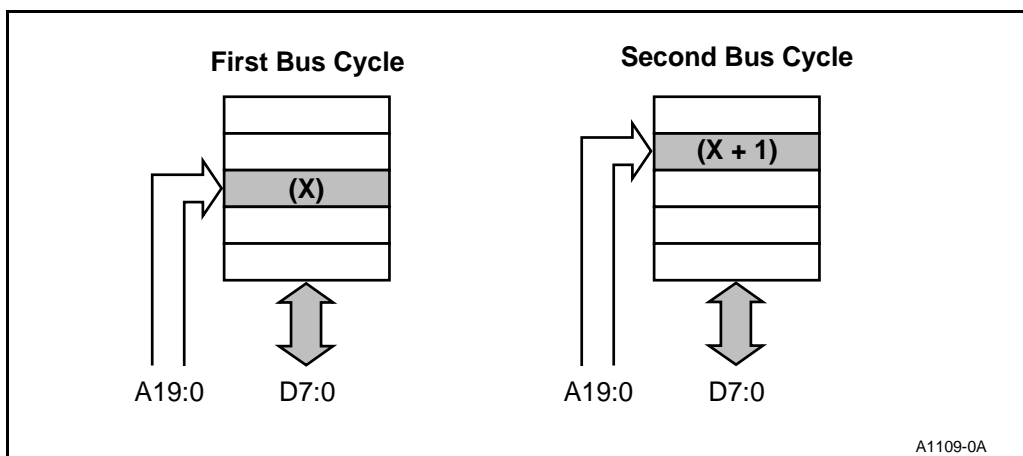 First Bus Cycle
Second Bus Cycle
(X)
(X + 1)
A19:0
D7:0
A19:0
D7:0
A1109-0A